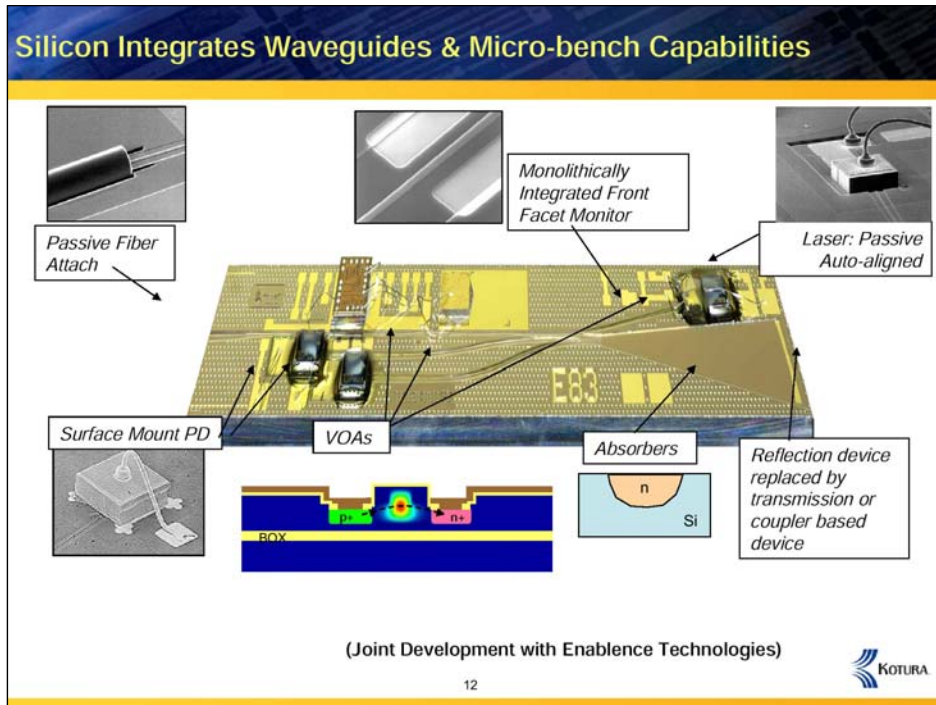 Silicon Integrates Waveguides & Micro-bench Capabilities
Passive Fiber
Attach
Monolithically
Integrated Front
Facet Monitor
Laser: Passive
Auto-aligned
E83
Surface Mount PD
VOAs
Absorbers
Reflection device
replaced by
transmission or
coupler based
device
p+
n+
BOX
n
Si
(Joint Development with Enablence Technologies)
12
KOTURA